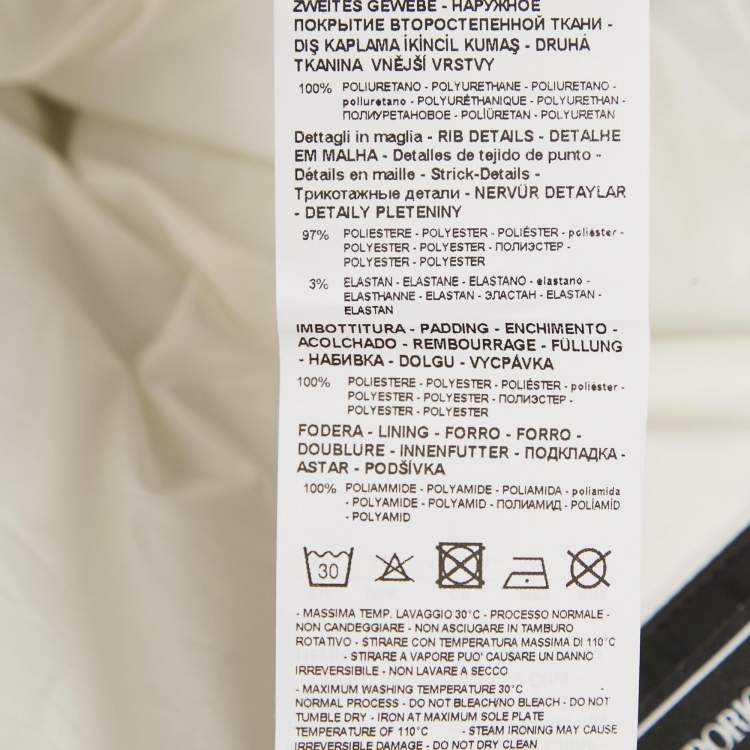 ZWEITES GEWEBE - НАРУЖНОЕ
ПОКРЫТИЕ ВТОРОСТЕПЕННОЙ ТКАНИ -
DIŞ KAPLAMA İKİNCİL KUMAŞ - DRUHÁ
TKANINA VNĚJŠÍ VRSTVY
100% POLIURETANO - POLYURETHANE - POLIURETANO -
poliuretano - POLYURÉTHANIQUE - POLYURETHAN -
ПОЛИУРЕТАНОВОЕ - POLİÜRETAN - POLYURETAN
Dettagli in maglia - RIB DETAILS - DETALHE
EM MALHA - Detalles de tejido de punto -
Détails en maille - Strick-Details -
Трикотажные детали - NERVÜR DETAYLAR
- DETAILY PLETENINY
97% POLIESTERE - POLYESTER - POLIÉSTER - poliéster -
POLYESTER - POLYESTER - ПОЛИЭСТЕР -
POLYESTER - POLYESTER
3% ELASTAN - ELASTANE - ELASTANO - elastano -
ELASTHANNE - ELASTAN - ЭЛАСТАН - ELASTAN -
ELASTAN
IMBOTTITURA - PADDING - ENCHIMENTO -
ACOLCHADO - REMBOURRAGE - FÜLLUNG
- НАБИВКА - DOLGU - VYCPÁVKA
100% POLIESTERE - POLYESTER - POLIÉSTER - poliéster -
POLYESTER - POLYESTER - ПОЛИЭСТЕР -
POLYESTER - POLYESTER
FODERA - LINING - FORRO - FORRO -
DOUBLURE - INNENFUTTER - ПОДКЛАДКА -
ASTAR - PODŠÍVKA
100% POLIAMMIDE - POLYAMIDE - POLIAMIDA - poliamida
- POLYAMIDE - POLYAMID - ПОЛИАМИД - POLİAMİD
- POLYAMID
30
- MASSIMA TEMP. LAVAGGIO 30°C - PROCESSO NORMALE -
NON CANDEGGIARE - NON ASCIUGARE IN TAMBURO
ROTATIVO - STIRARE CON TEMPERATURA MASSIMA DI 110°C
- STIRARE A VAPORE PUO' CAUSARE UN DANNO
IRREVERSIBILE - NON LAVARE A SECCO
- MAXIMUM WASHING TEMPERATURE 30°C
NORMAL PROCESS - DO NOT BLEACH/NO BLEACH - DO NOT
TUMBLE DRY - IRON AT MAXIMUM SOLE PLATE
TEMPERATURE OF 110°C - STEAM IRONING MAY CAUSE
IRREVERSIBLE DAMAGE - DO NOT DRY CLEAN